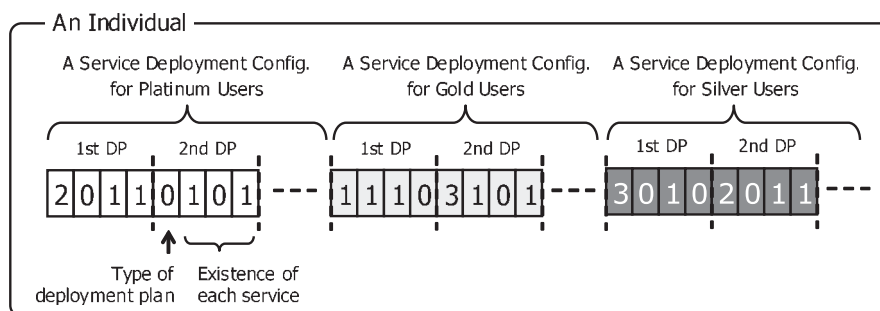 An Individual
A Service Deployment Config.
for Platinum Users
A Service Deployment Config.
for Gold Users
A Service Deployment Config.
for Silver Users
1st DP 2nd DP 1st DP 2nd DP 1st DP 2nd DP
2 0 1 1 0 1 0 1 1 1 1 0 3 1 0 1 3 0 1 0 2 0 1 1
Type of
deployment plan
Existence of
each service